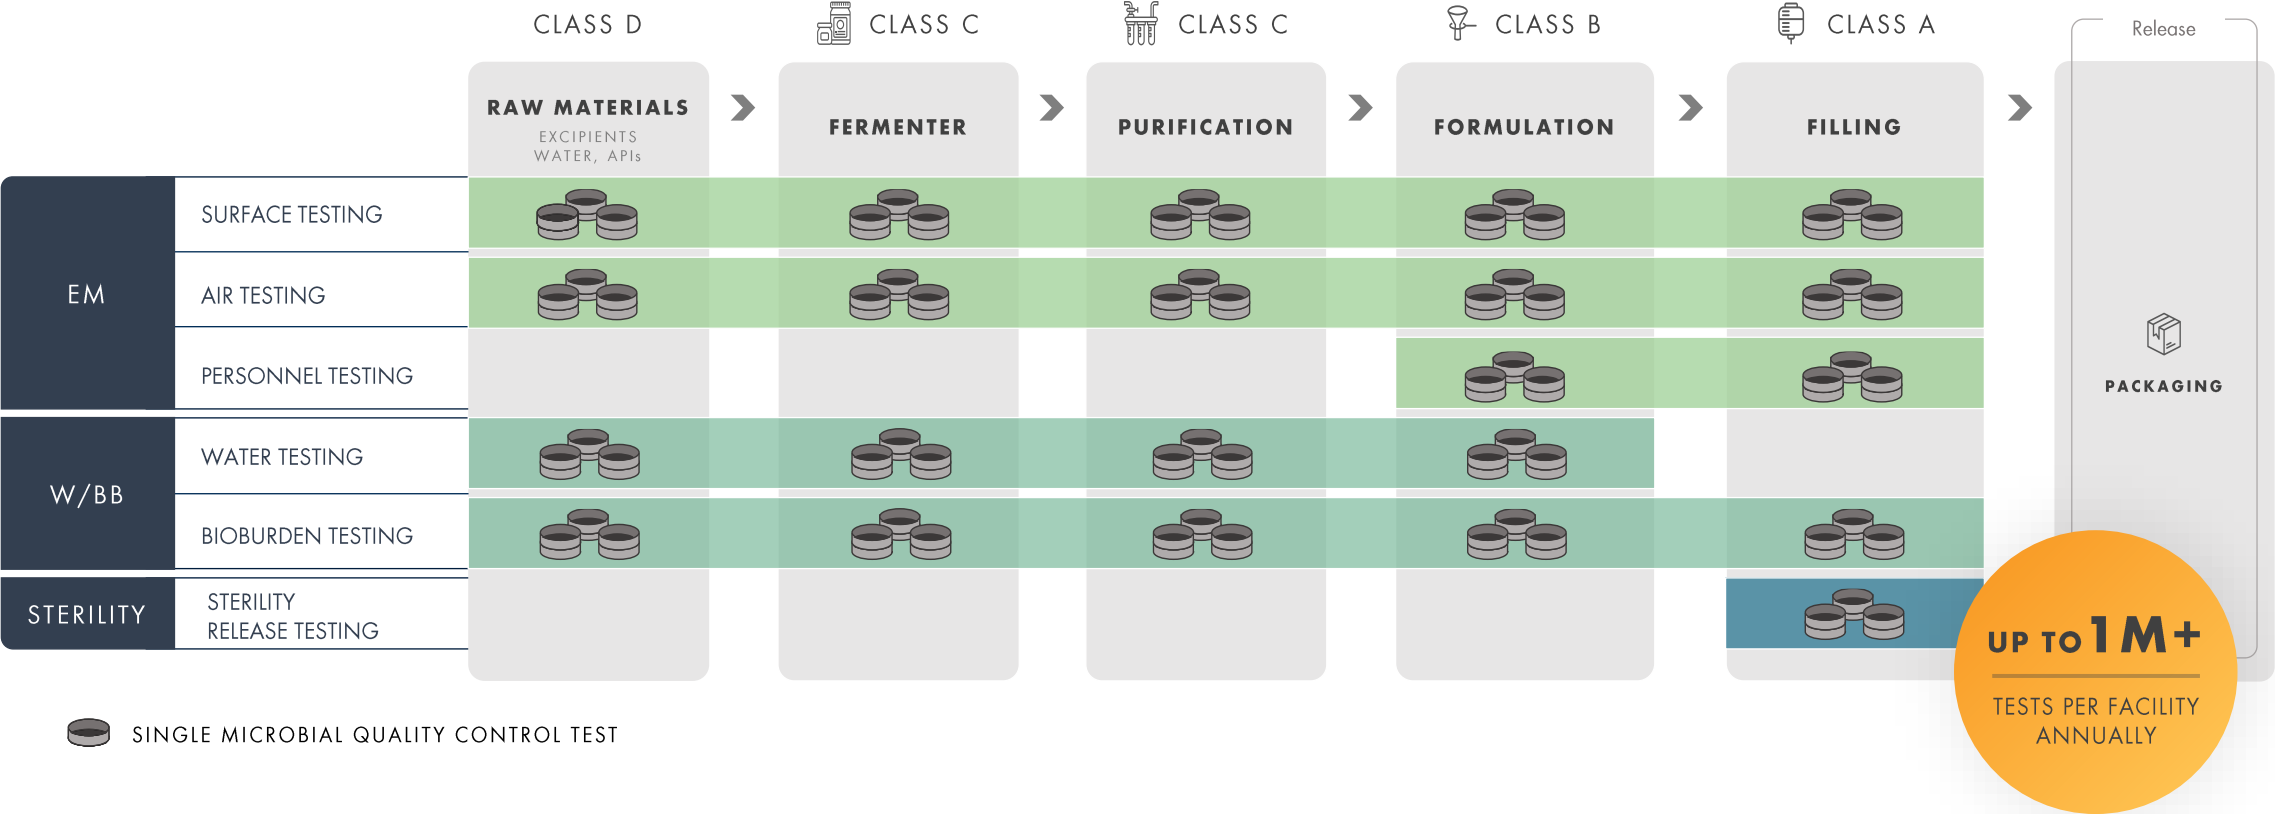 CLASS D
CLASS C
CLASS C
CLASS B
CLASS A
Release
RAW MATERIALS
EXCIPIENTS
WATER, APIs
FERMENTER
PURIFICATION
FORMULATION
FILLING
EM
SURFACE TESTING
AIR TESTING
PERSONNEL TESTING
PACKAGING
W/BB
WATER TESTING
BIOBURDEN TESTING
STERILITY
STERILITY
RELEASE TESTING
UP TO 1M+
TESTS PER FACILITY
ANNUALLY
SINGLE MICROBIAL QUALITY CONTROL TEST